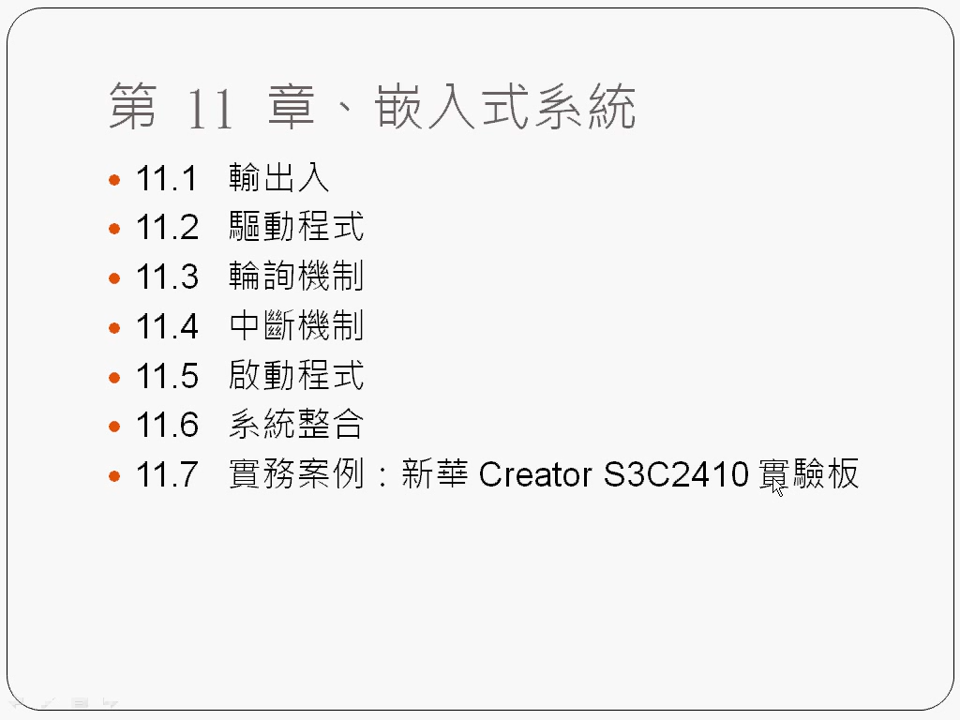 第 11 章、嵌入式系統
11.1 輸出入
11.2 驅動程式
11.3 輪詢機制
11.4 中斷機制
11.5 啟動程式
11.6 系統整合
11.7 實務案例：新華 Creator S3C2410 實驗板